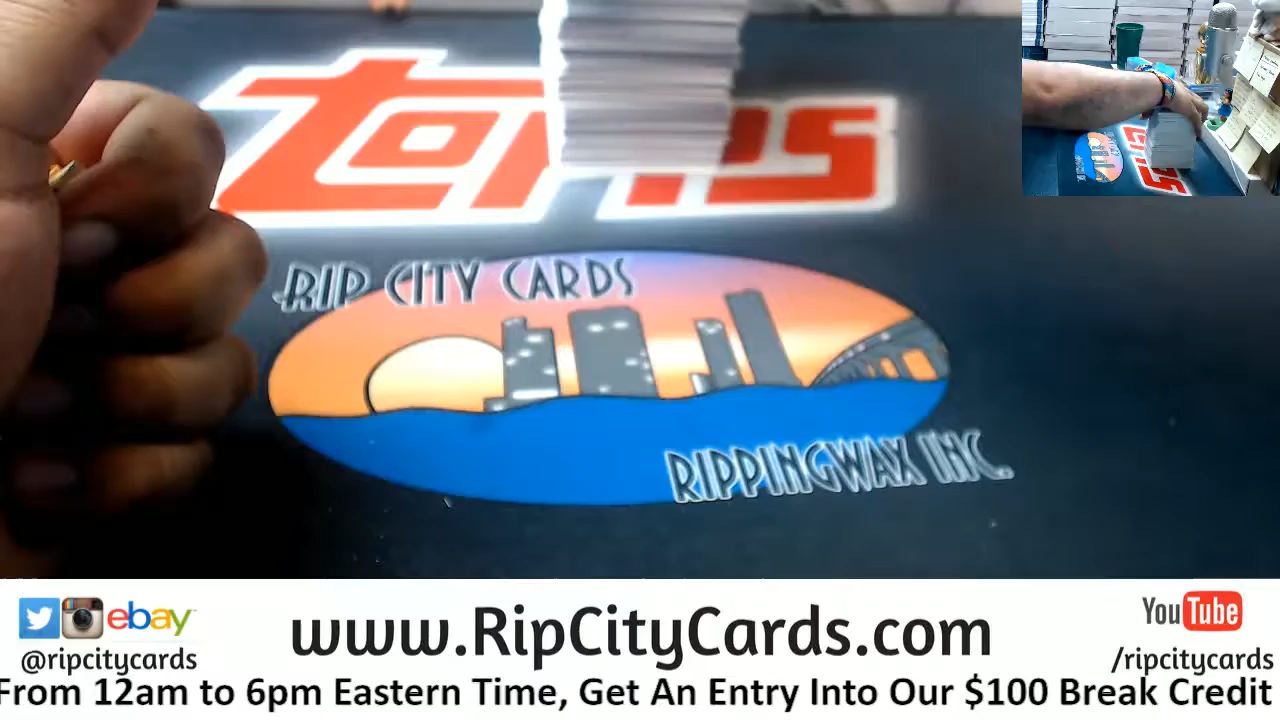 topps
RIP CITY CARDS
RIPPINGWAX INC.
ebay
www.RipCityCards.com
YouTube
@ripcitycards
/ripcitycards
From 12am to 6pm Eastern Time, Get An Entry Into Our $100 Break Credit